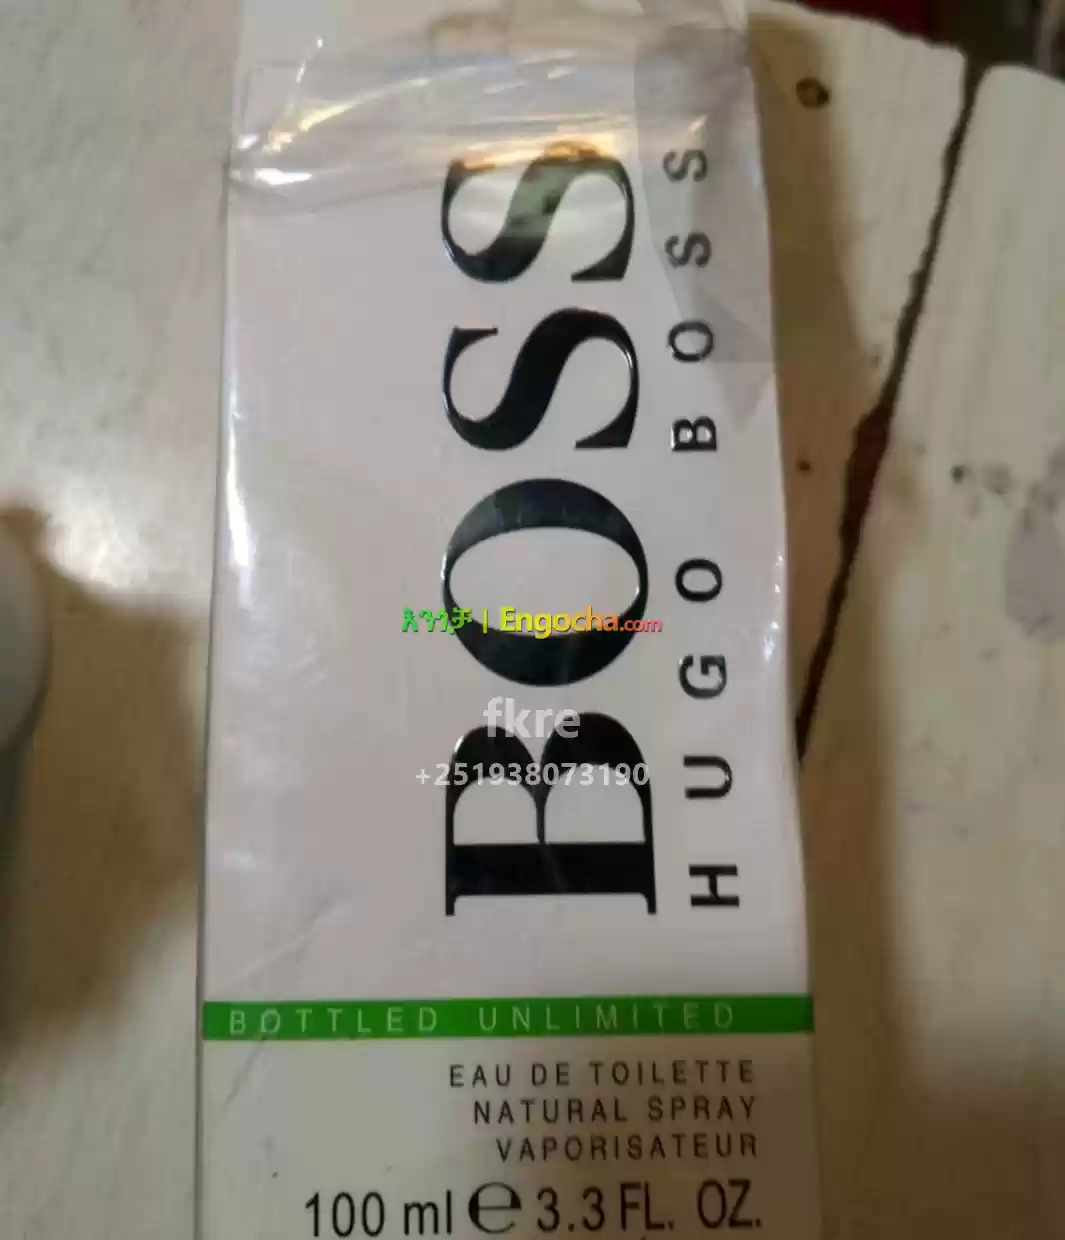 BOSS
HUGO BOSS
እንጎቻ | Engocha.com
fkre
+251938073190
BOTTLED UNLIMITED
EAU DE TOILETTE
NATURAL SPRAY
VAPORISATEUR
100 ml e 3.3 FL. OZ.